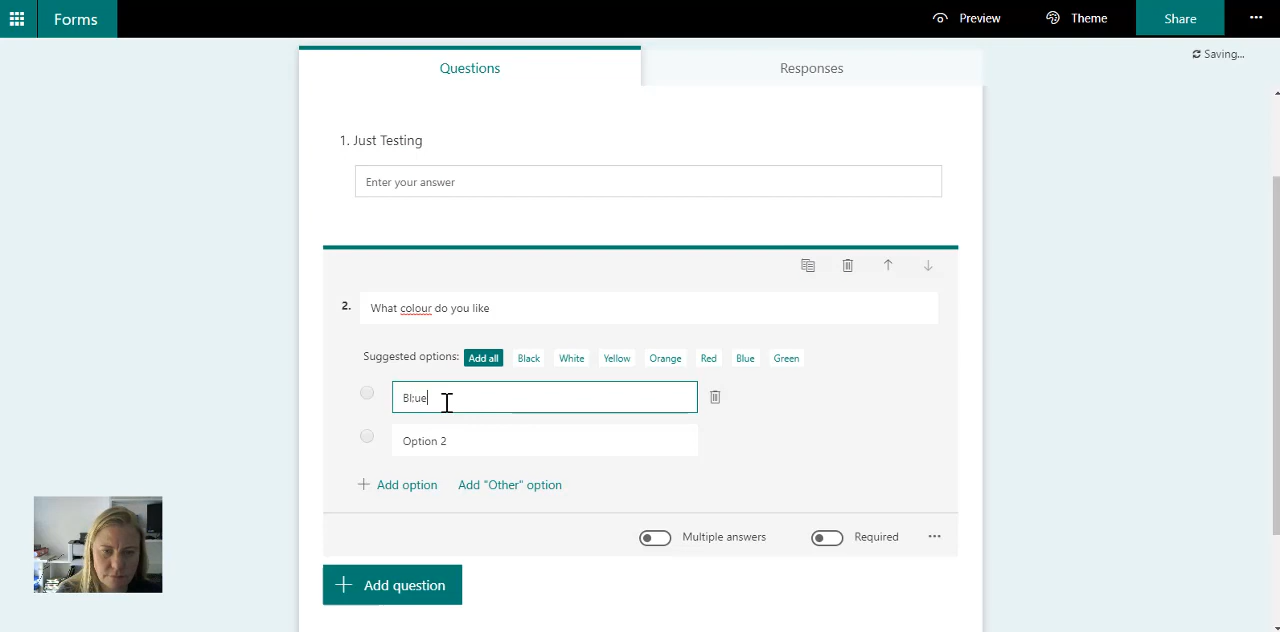 Forms
Preview
Theme
Share
Saving...
Questions
Responses
1. Just Testing
Enter your answer
2.
What colour do you like
Suggested options: Add all Black White Yellow Orange Red Blue Green
Bl;ue
Option 2
Add option
Add "Other" option
Multiple answers
Required
Add question